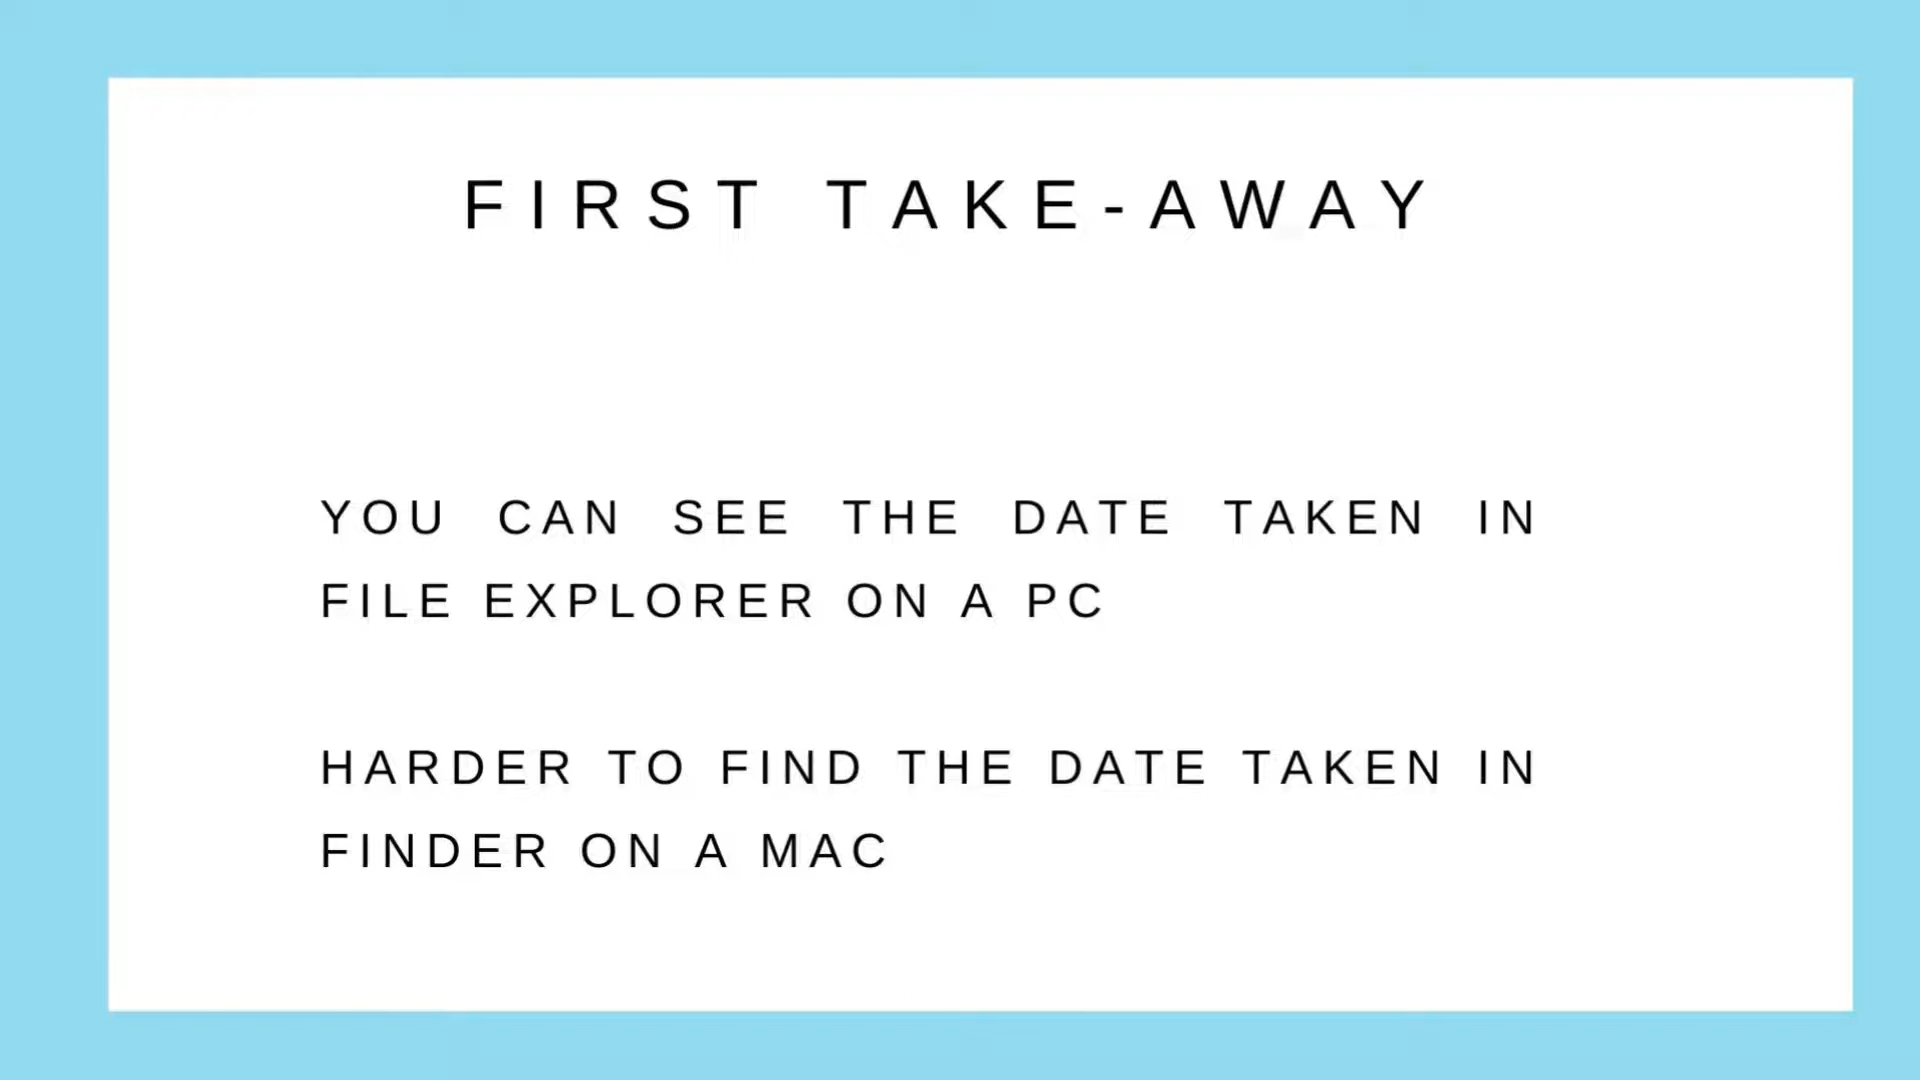 FIRST TAKE-AWAY
YOU CAN SEE THE DATE TAKEN IN
FILE EXPLORER ON A PC
HARDER TO FIND THE DATE TAKEN IN
FINDER ON A MAC